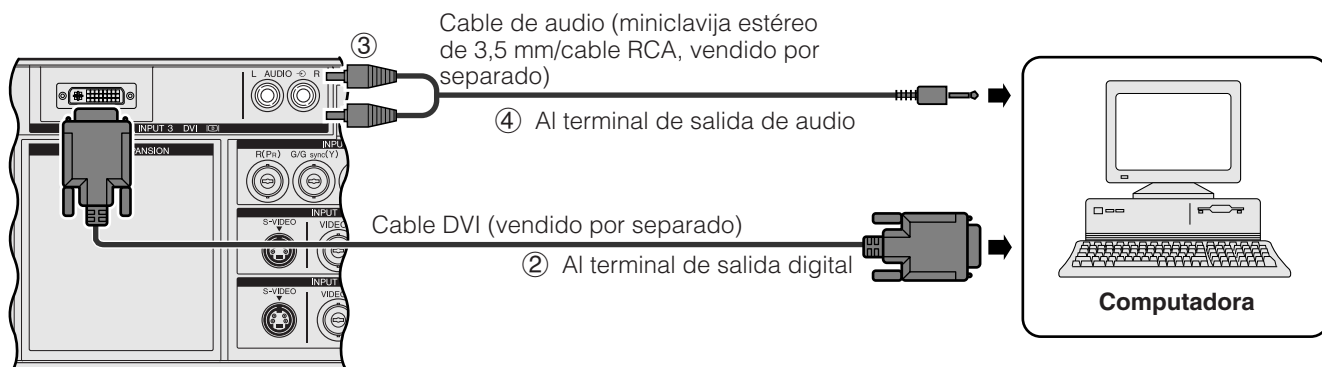 Cable de audio (miniclavija estéreo
de 3,5 mm/cable RCA, vendido por
separado)
③
L AUDIO R
④ Al terminal de salida de audio
INPUT 3 DVI
R(PR) G/G sync(Y)
S-VIDEO
INPUT
VIDEO
Cable DVI (vendido por separado)
② Al terminal de salida digital
S-VIDEO
INPUT
VIDEO
Computadora